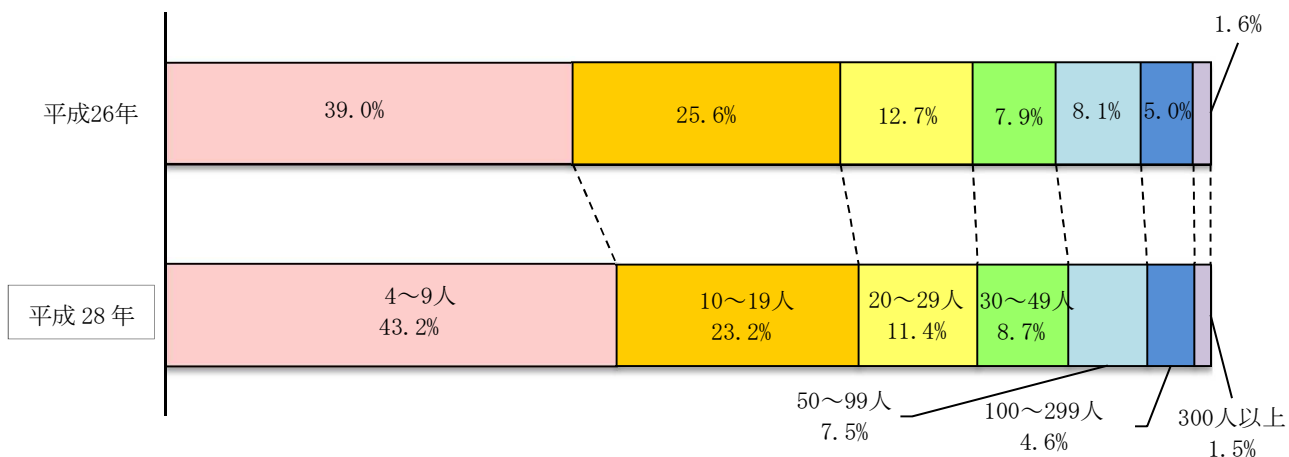 1.6%
平成26年
39.0%
25.6%
12.7%
7.9%
8.1%
5.0%
平成 28 年
4～9人
43.2%
10～19人
23.2%
20～29人
11.4%
30～49人
8.7%
50～99人
7.5%
100～299人
4.6%
300人以上
1.5%